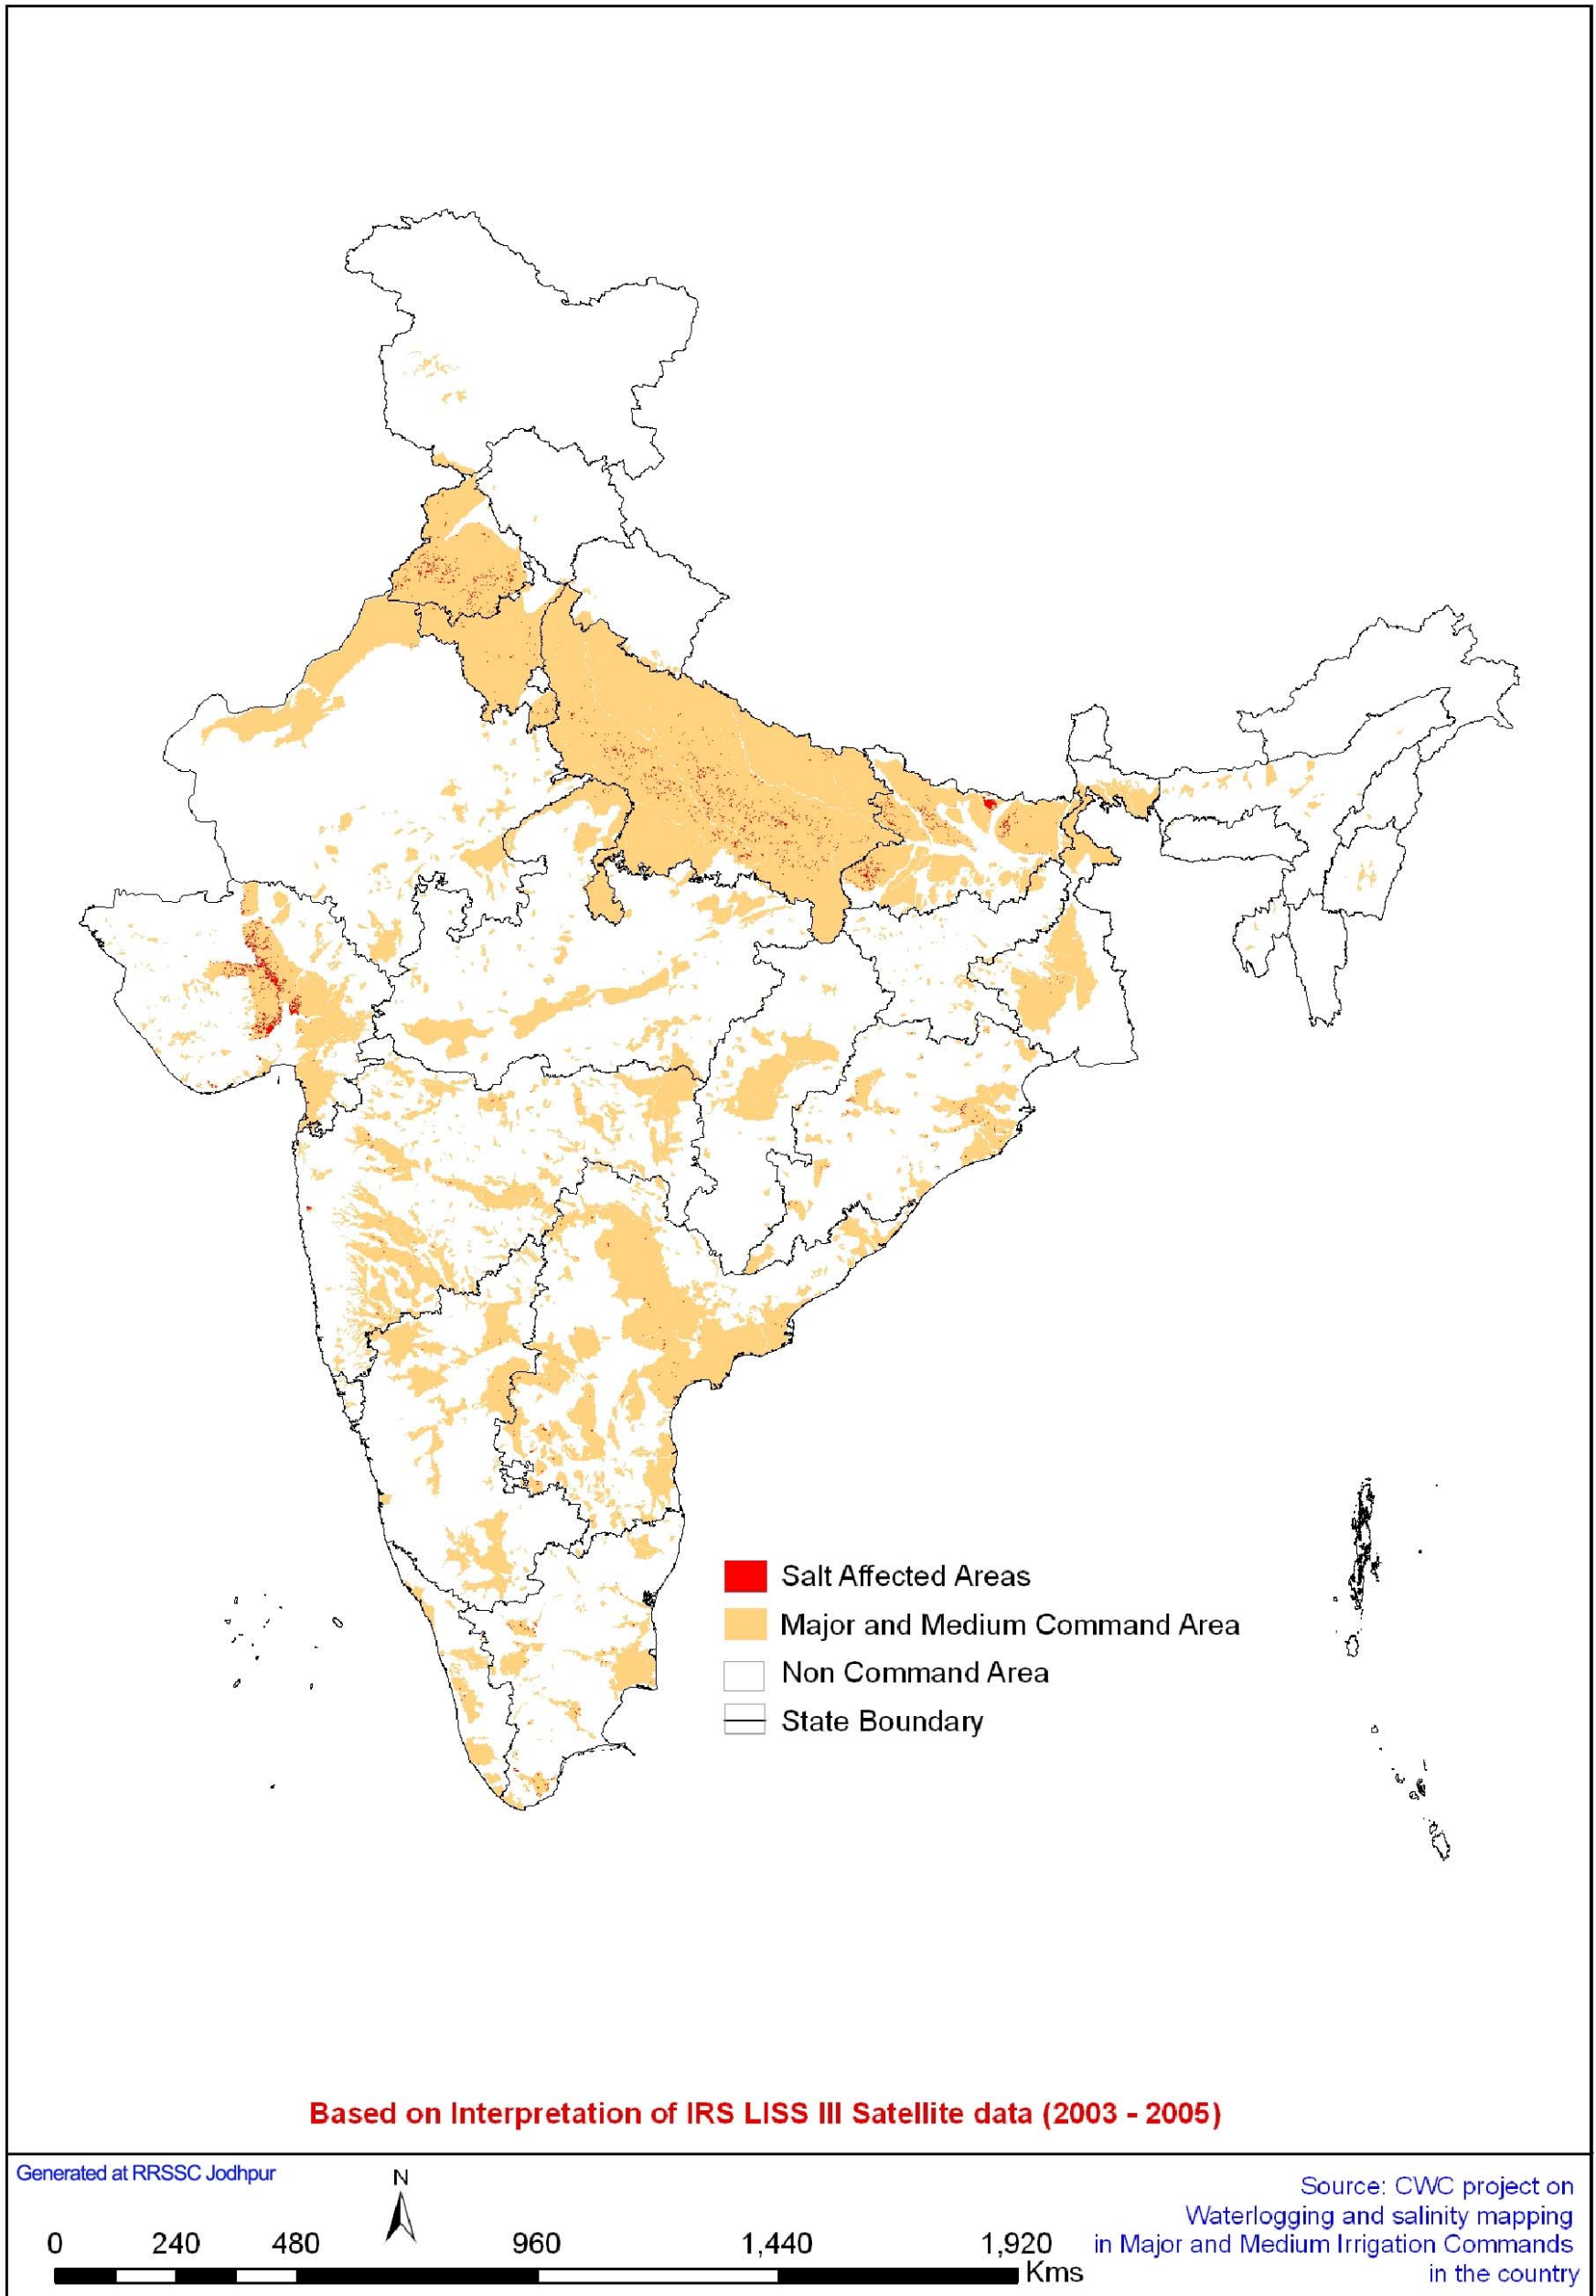 Salt Affected Areas
Major and Medium Command Area
Non Command Area
State Boundary
Based on Interpretation of IRS LISS III Satellite data (2003 - 2005)
Generated at RRSSC Jodhpur
N
0 240 480 960 1,440 1,920
Kms
Source: CWC project on
Waterlogging and salinity mapping
in Major and Medium Irrigation Commands
in the country